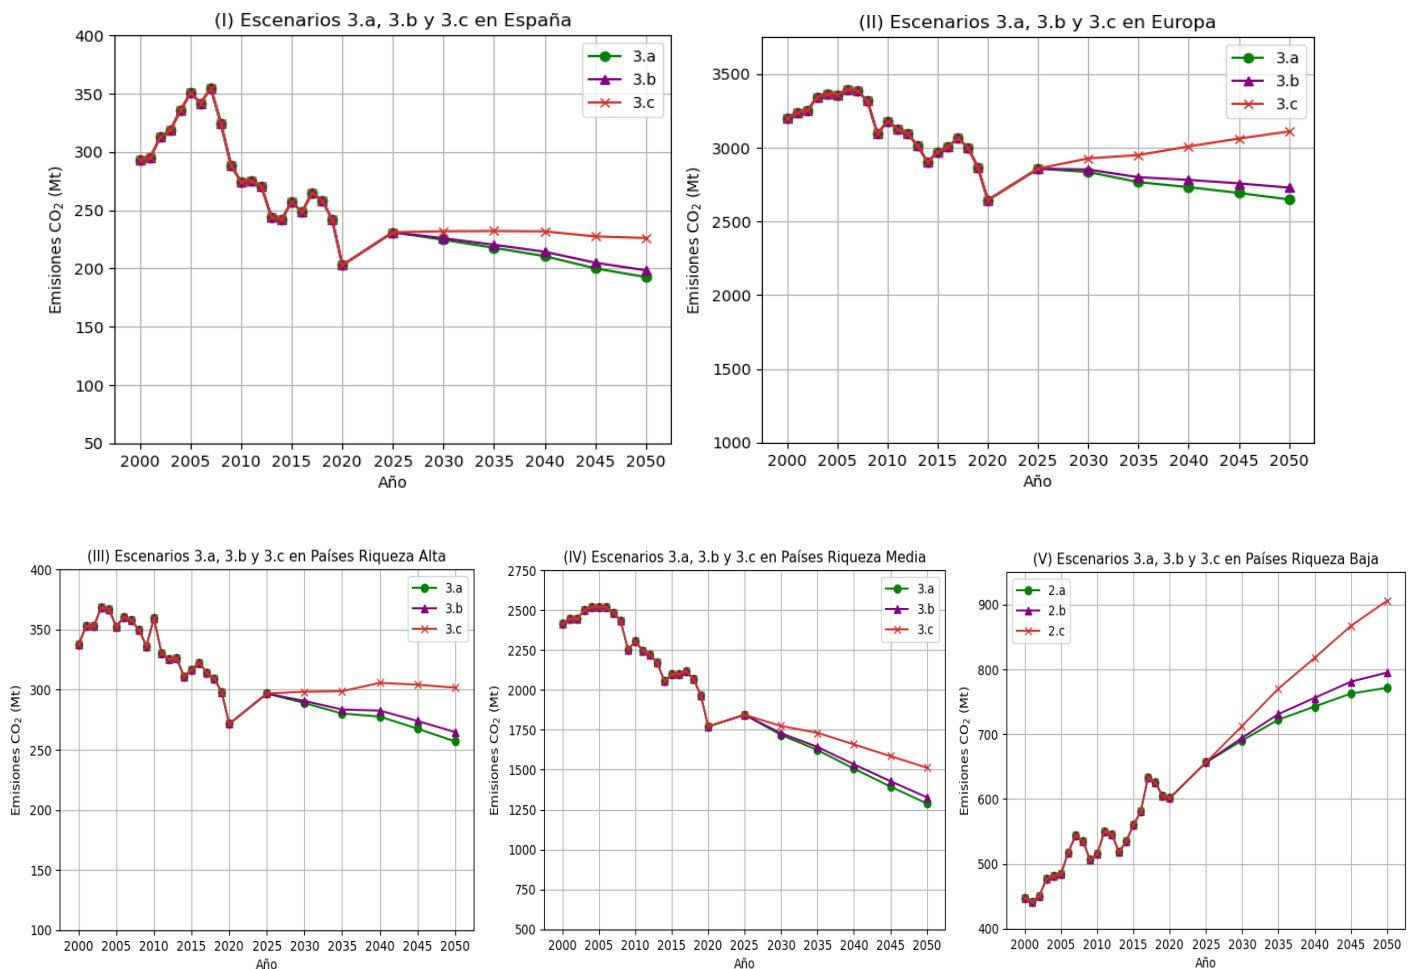 (I) Escenarios 3.a, 3.b y 3.c en España
400
350
300
250
200
150
100
50
Emisiones CO₂ (Mt)
3.a
3.b
3.c
2000 2005 2010 2015 2020 2025 2030 2035 2040 2045 2050
Año
(II) Escenarios 3.a, 3.b y 3.c en Europa
3500
3000
2500
2000
1500
1000
Emisiones CO₂ (Mt)
3.a
3.b
3.c
2000 2005 2010 2015 2020 2025 2030 2035 2040 2045 2050
Año
(III) Escenarios 3.a, 3.b y 3.c en Países Riqueza Alta
400
350
300
250
200
150
100
Emisiones CO₂ (Mt)
3.a
3.b
3.c
2000 2005 2010 2015 2020 2025 2030 2035 2040 2045 2050
Año
(IV) Escenarios 3.a, 3.b y 3.c en Países Riqueza Media
2750
2500
2250
2000
1750
1500
1250
1000
750
500
Emisiones CO₂ (Mt)
3.a
3.b
3.c
2000 2005 2010 2015 2020 2025 2030 2035 2040 2045 2050
Año
(V) Escenarios 3.a, 3.b y 3.c en Países Riqueza Baja
900
800
700
600
500
400
Emisiones CO₂ (Mt)
2.a
2.b
2.c
2000 2005 2010 2015 2020 2025 2030 2035 2040 2045 2050
Año